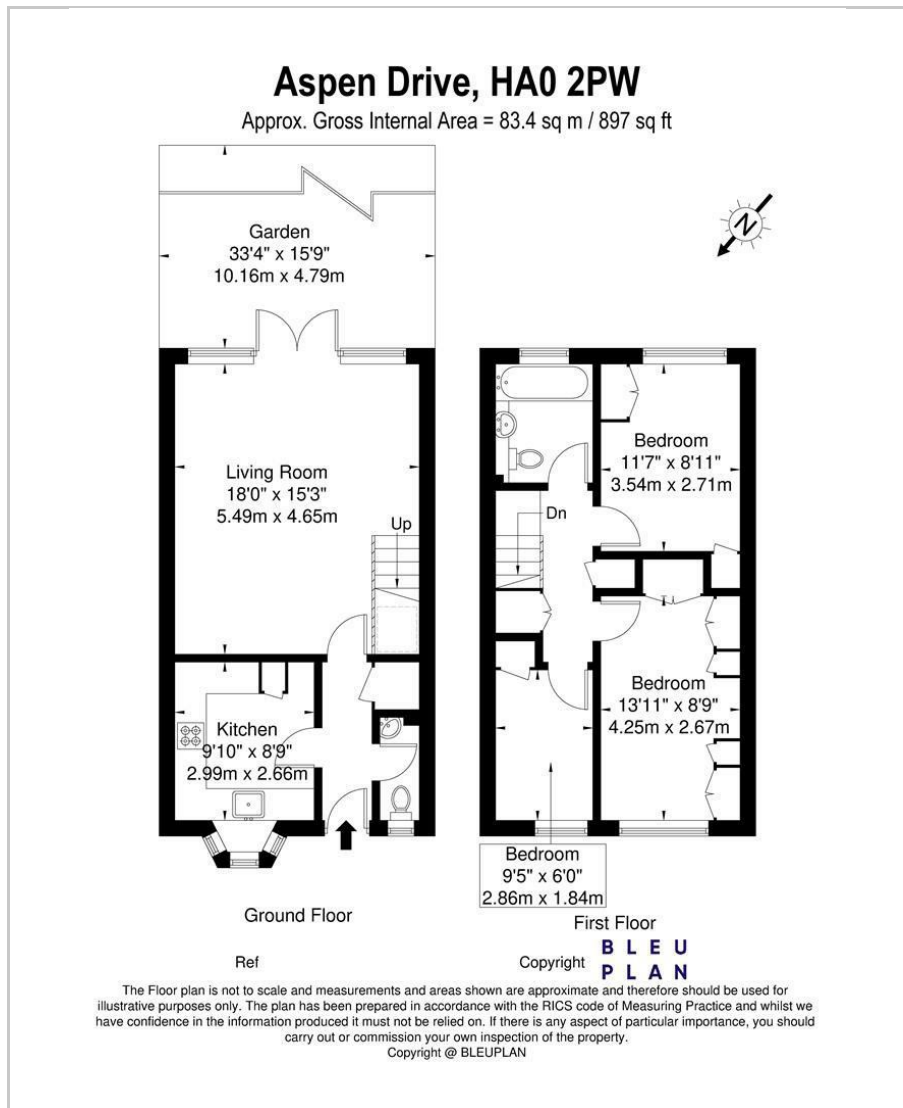 Aspen Drive, HA0 2PW
Approx. Gross Internal Area = 83.4 sq m / 897 sq ft
N
Garden
33'4" x 15'9"
10.16m x 4.79m
Living Room
18'0" x 15'3"
5.49m x 4.65m
Up
Kitchen
9'10" x 8'9"
2.99m x 2.66m
Ground Floor
Bedroom
11'7" x 8'11"
3.54m x 2.71m
Dn
Bedroom
13'11" x 8'9"
4.25m x 2.67m
Bedroom
9'5" x 6'0"
2.86m x 1.84m
First Floor
Ref
Copyright
BLEU
PLAN
The Floor plan is not to scale and measurements and areas shown are approximate and therefore should be used for
illustrative purposes only. The plan has been prepared in accordance with the RICS code of Measuring Practice and whilst we
have confidence in the information produced it must not be relied on. If there is any aspect of particular importance, you should
carry out or commission your own inspection of the property.
Copyright @ BLEUPLAN